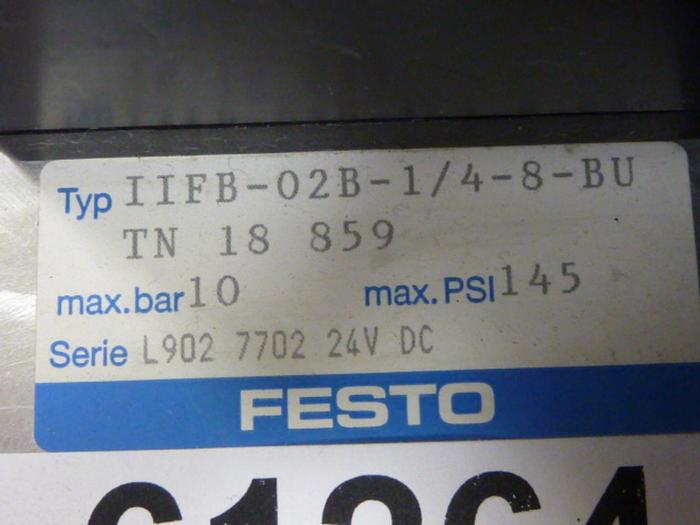 Typ IIFB-02B-1/4-8-BU
TN 18 859
max.bar 10 max.PSI 145
Serie L902 7702 24V DC
FESTO